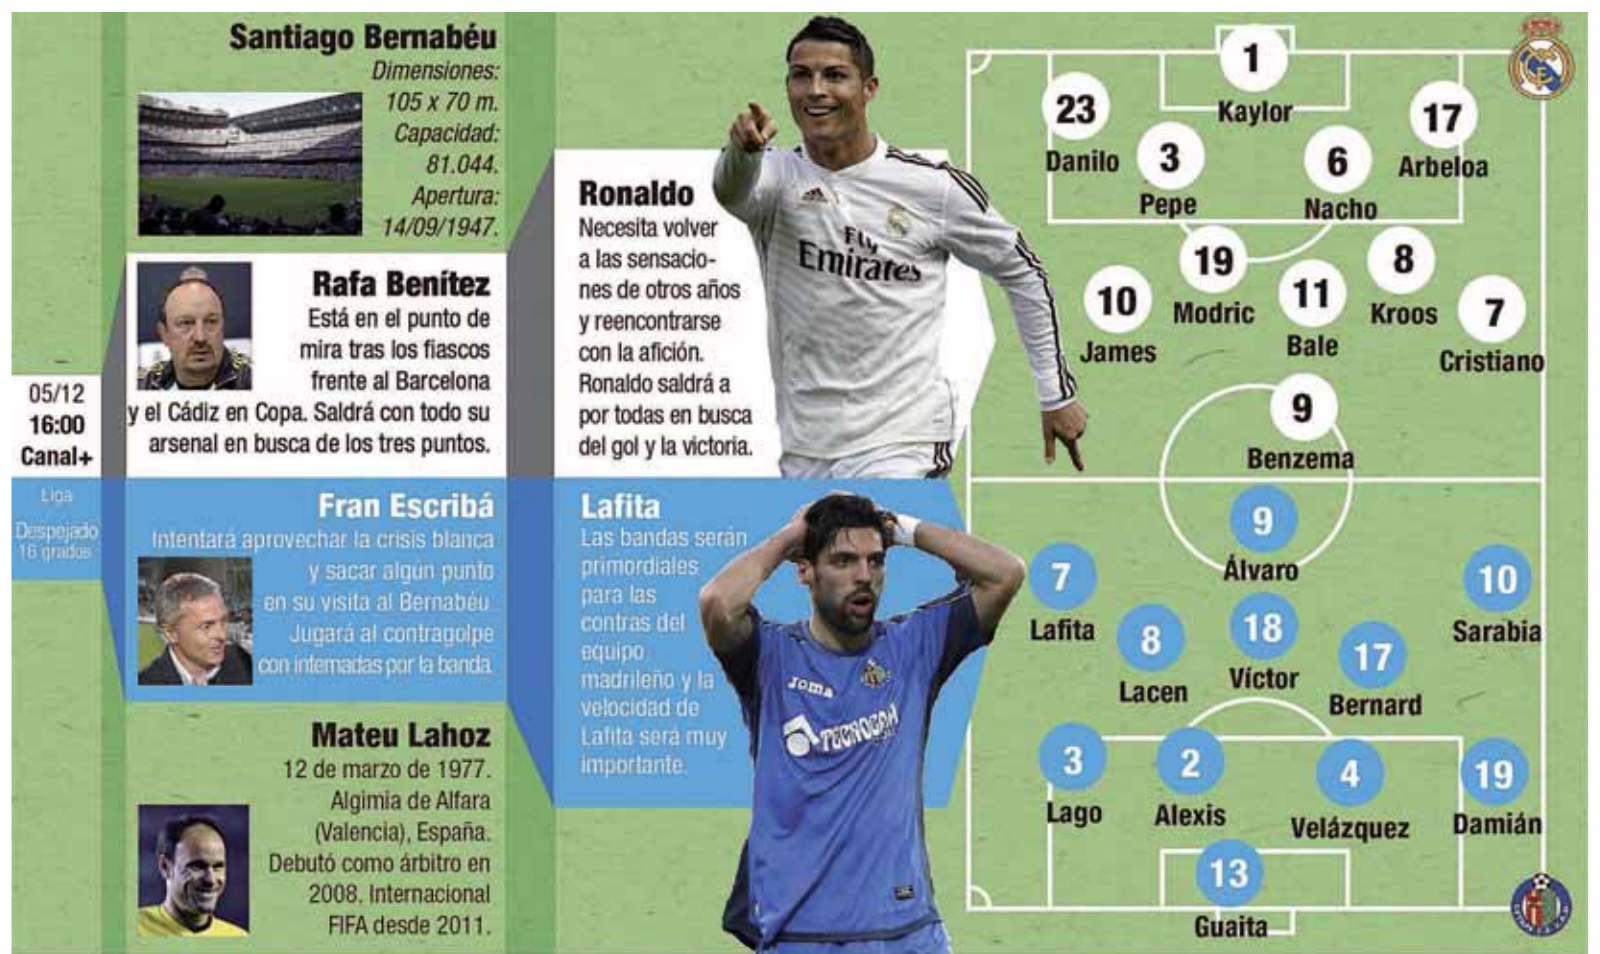 Santiago Bernabéu
Dimensiones:
105 x 70 m.
Capacidad:
81.044.
Apertura:
14/09/1947.
Rafa Benítez
Está en el punto de
mira tras los fiascos
frente al Barcelona
y el Cádiz en Copa. Saldrá con todo su
arsenal en busca de los tres puntos.
05/12
16:00
Canal+
Liga
Despejado
16 grados
Fran Escribá
Intentará aprovechar la crisis blanca
y sacar algún punto
en su visita al Bernabéu.
Jugará al contragolpe
con internadas por la banda.
Mateu Lahoz
12 de marzo de 1977.
Algimia de Alfara
(Valencia), España.
Debutó como árbitro en
2008. Internacional
FIFA desde 2011.
Ronaldo
Necesita volver
a las sensacio-
nes de otros años
y reencontrarse
con la afición.
Ronaldo saldrá a
por todas en busca
del gol y la victoria.
Fly
Emirates
Lafita
Las bandas serán
primordiales
para las
contras del
equipo
madrileño y la
velocidad de
Lafita será muy
importante.
Joma
TECNOCOM
1
Kaylor
23
Danilo
3
Pepe
6
Nacho
17
Arbeloa
10
James
19
Modric
11
Bale
8
Kroos
7
Cristiano
9
Benzema
9
Álvaro
7
Lafita
8
Lacen
18
Víctor
17
Bernard
10
Sarabia
3
Lago
2
Alexis
4
Velázquez
19
Damián
13
Guaita